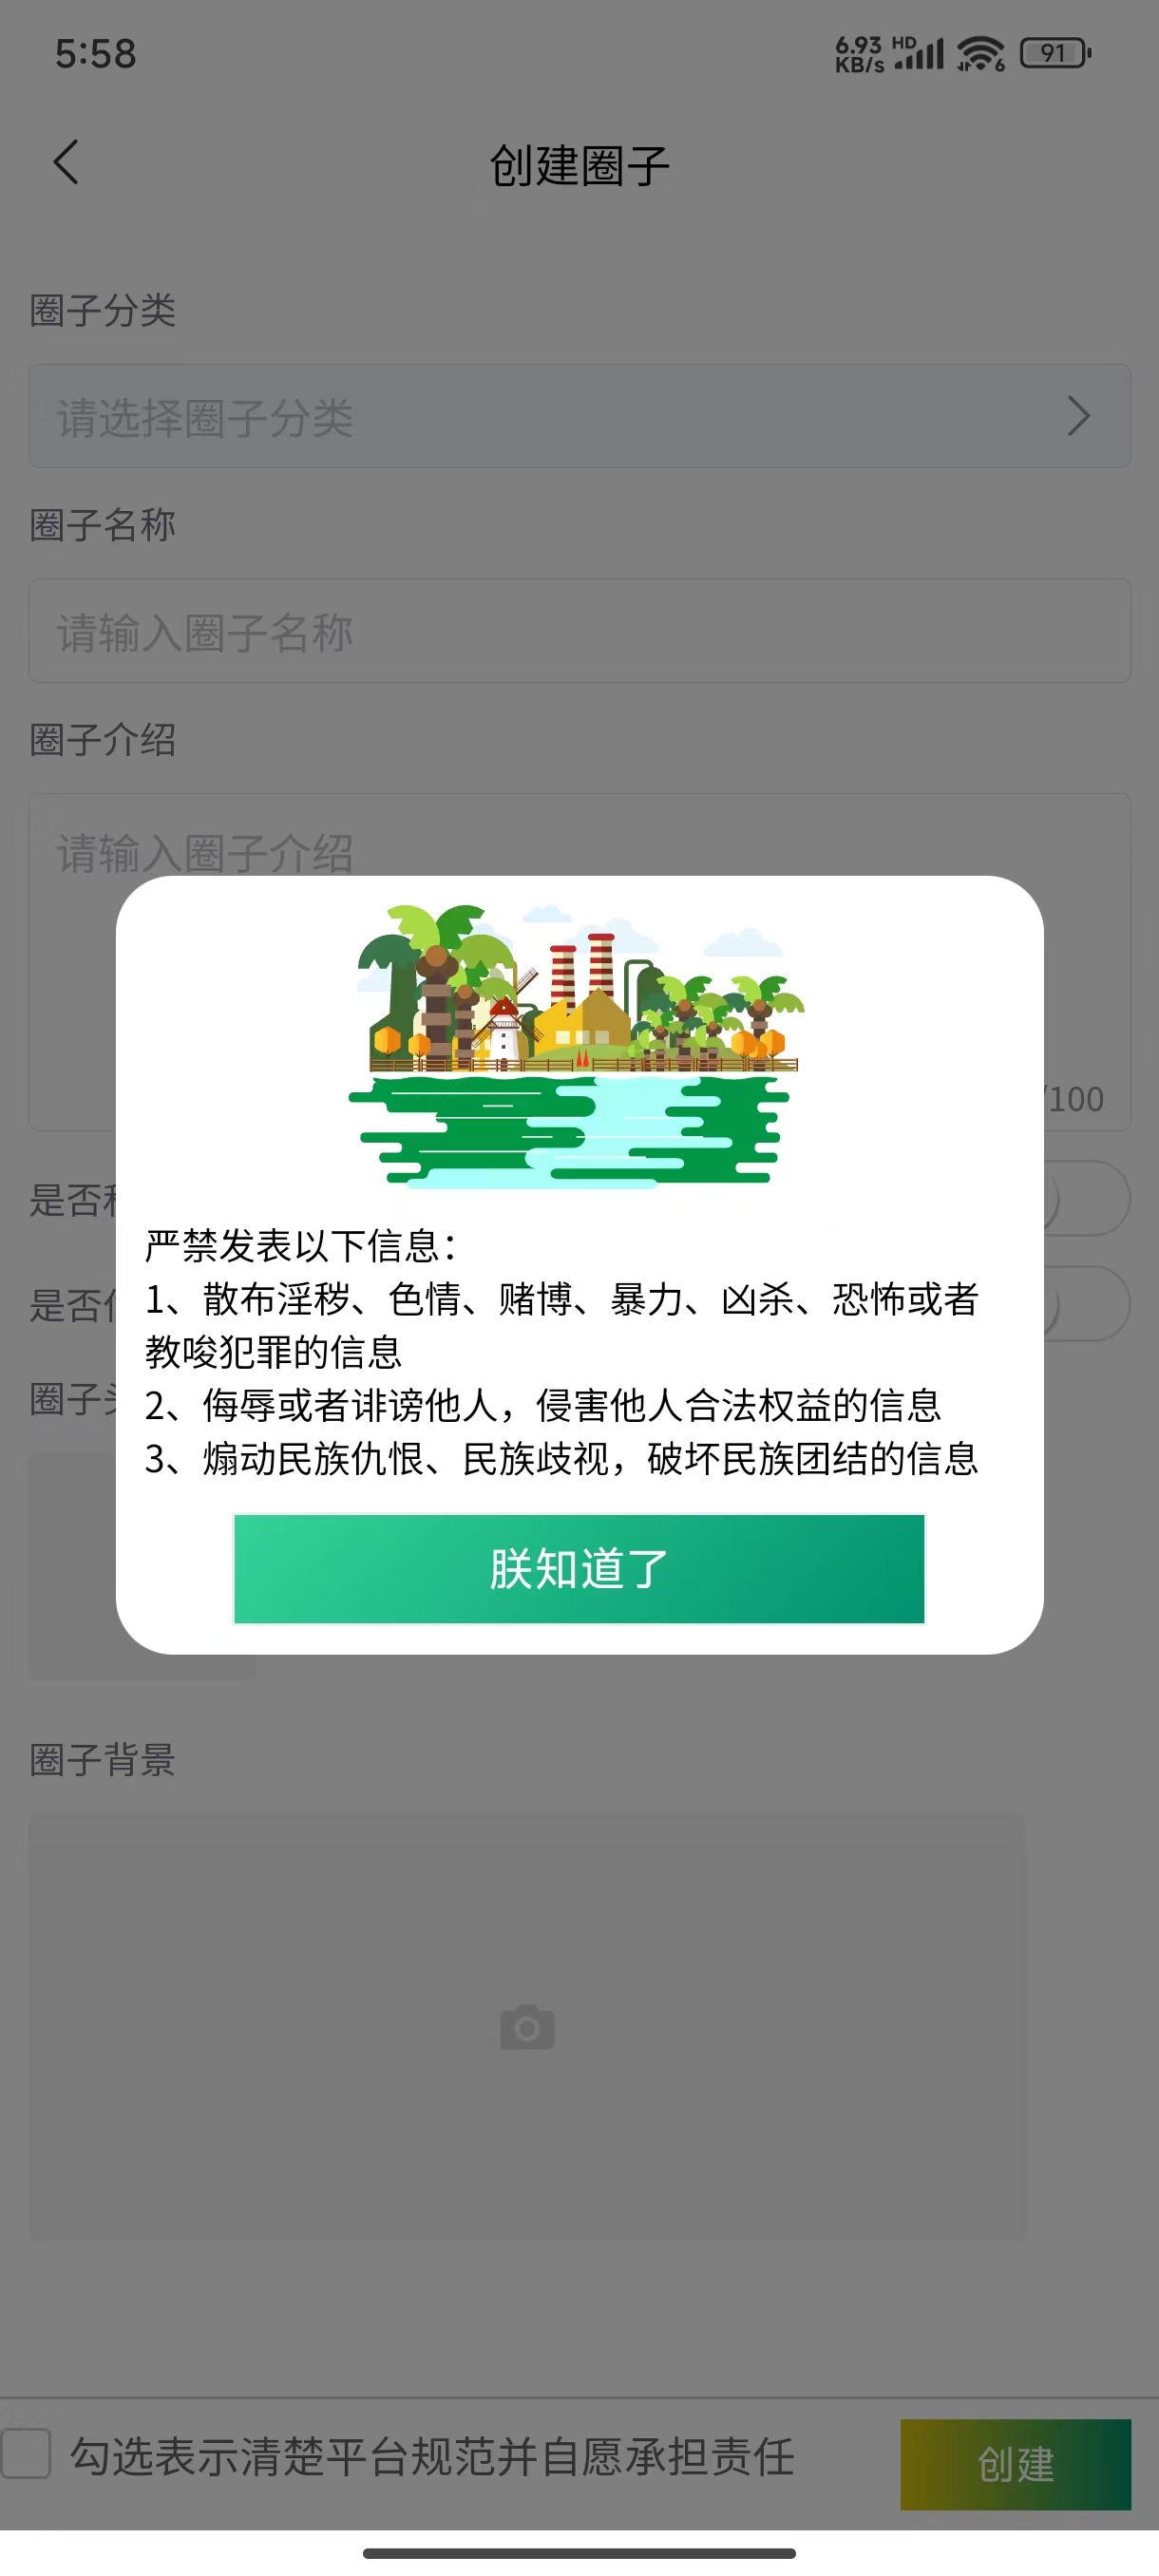 5:58
6.93
KB/s
HD
6
91
创建圈子
圈子分类
请选择圈子分类
圈子名称
请输入圈子名称
圈子介绍
请输入圈子介绍
/100
是否
是否
圈子
严禁发表以下信息：
1、散布淫秽、色情、赌博、暴力、凶杀、恐怖或者
教唆犯罪的信息
2、侮辱或者诽谤他人，侵害他人合法权益的信息
3、煽动民族仇恨、民族歧视，破坏民族团结的信息
朕知道了
圈子背景
勾选表示清楚平台规范并自愿承担责任
创建